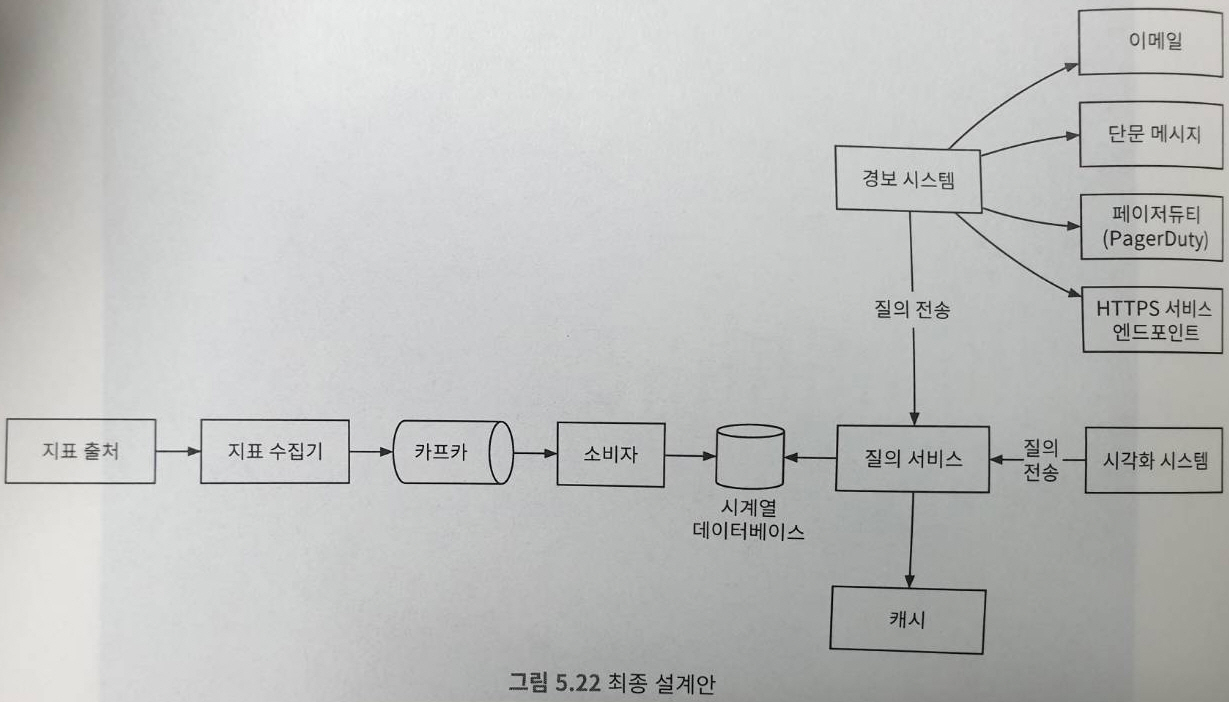 이메일
단문 메시지
경보 시스템
페이저듀티
(PagerDuty)
HTTPS 서비스
엔드포인트
질의 전송
지표 출처
지표 수집기
카프카
소비자
시계열
데이터베이스
질의 서비스
질의
전송
시각화 시스템
캐시
그림 5.22 최종 설계안